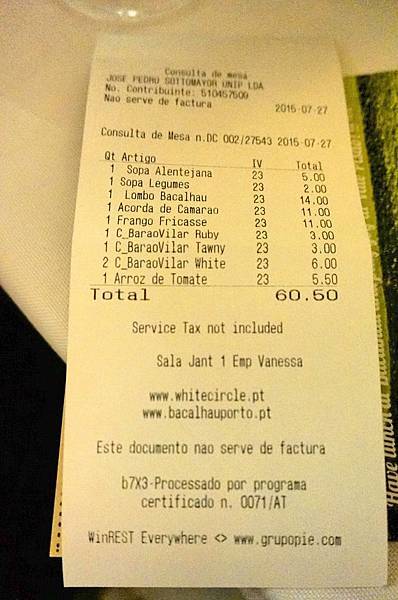 Consulta de mesa
JOSE PEDRO SOTTOMAYOR UNIP LDA
No. Contribuinte: 510457509
Nao serve de factura
2015-07-27
Consulta de Mesa n.DC 002/27543 2015-07-27
Qt Artigo IV Total
1 Sopa Alentejana 23 5.00
1 Sopa Legumes 23 2.00
1 Lombo Bacalhau 23 14.00
1 Acorda de Camarao 23 11.00
1 Frango Fricasse 23 11.00
1 C_BaraoVilar Ruby 23 3.00
1 C_BaraoVilar Tawny 23 3.00
2 C_BaraoVilar White 23 6.00
1 Arroz de Tomate 23 5.50
Total 60.50
Service Tax not included
Sala Jant 1 Emp Vanessa
www.whitecircle.pt
www.bacalhauporto.pt
Este documento nao serve de factura
b7X3-Processado por programa
certificado n. 0071/AT
WinREST Everywhere <> www.grupopie.com
Have lunch at